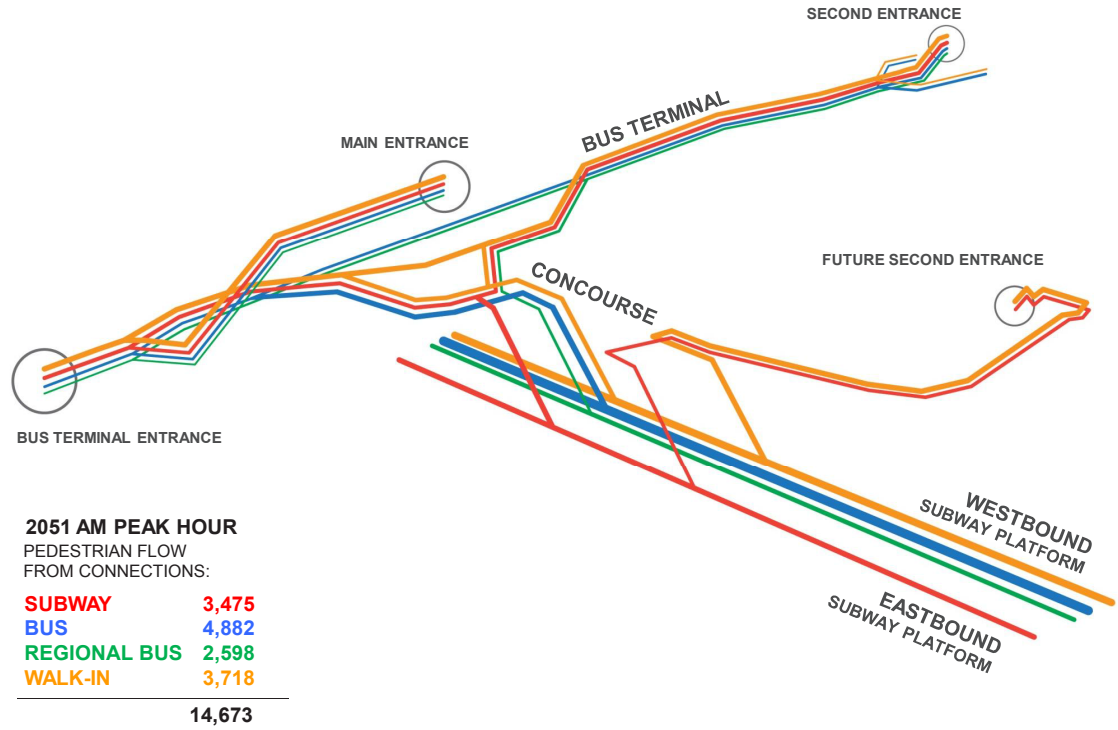 SECOND ENTRANCE
BUS TERMINAL
MAIN ENTRANCE
CONCOURSE
FUTURE SECOND ENTRANCE
BUS TERMINAL ENTRANCE
WESTBOUND
SUBWAY PLATFORM
EASTBOUND
SUBWAY PLATFORM
2051 AM PEAK HOUR
PEDESTRIAN FLOW
FROM CONNECTIONS:
SUBWAY 3,475
BUS 4,882
REGIONAL BUS 2,598
WALK-IN 3,718
14,673